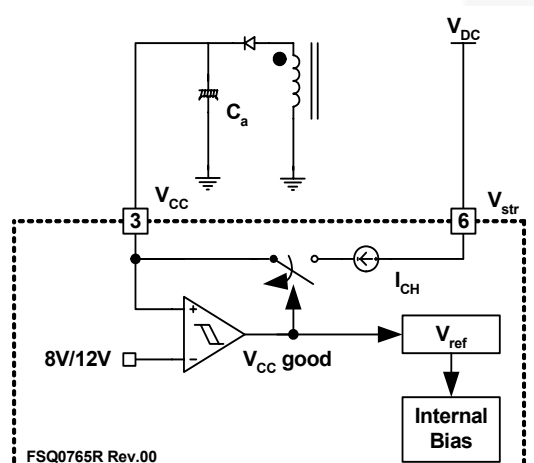 V_DC
C_a
V_CC
3
6
V_str
I_CH
+
−
8V/12V
V_CC good
V_ref
Internal
Bias
FSQ0765R Rev.00